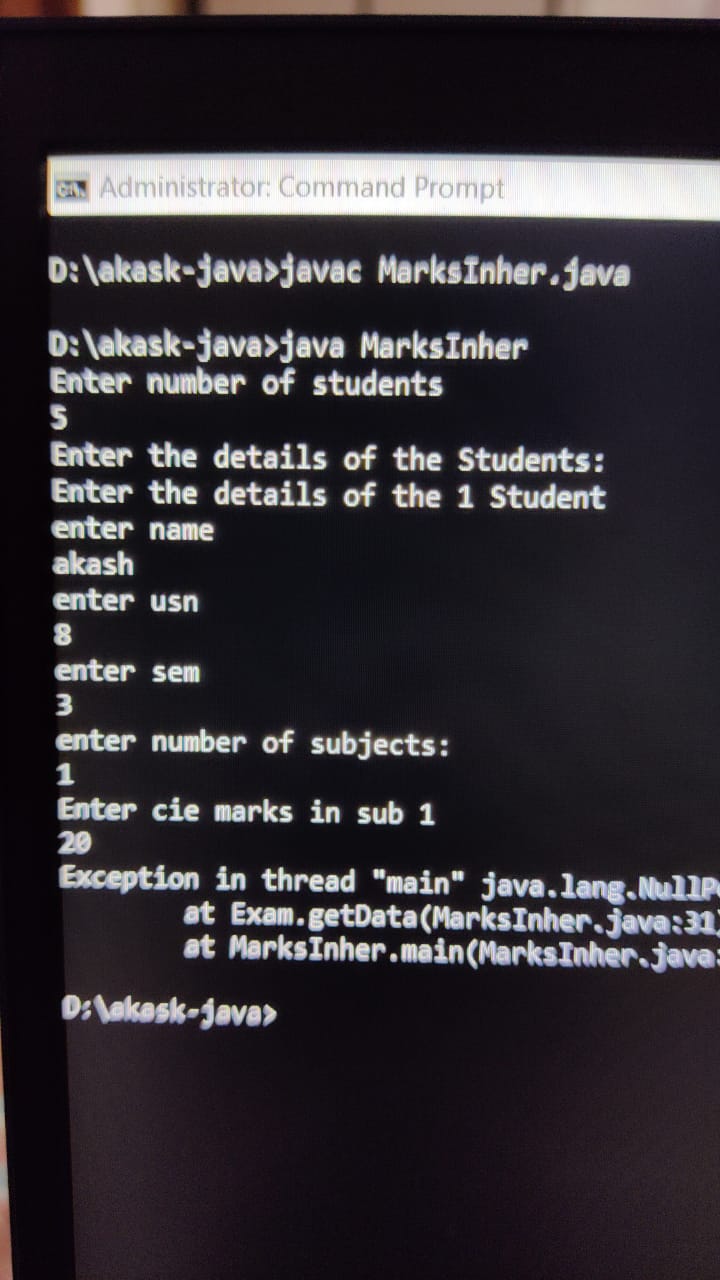 Administrator: Command Prompt
D:\akask-java>javac MarksInher.java
D:\akask-java>java MarksInher
Enter number of students
5
Enter the details of the Students:
Enter the details of the 1 Student
enter name
akash
enter usn
8
enter sem
3
enter number of subjects:
1
Enter cie marks in sub 1
20
Exception in thread "main" java.lang.NullP
at Exam.getData(MarksInher.java:31
at MarksInher.main(MarksInher.java:
D:\akask-java>